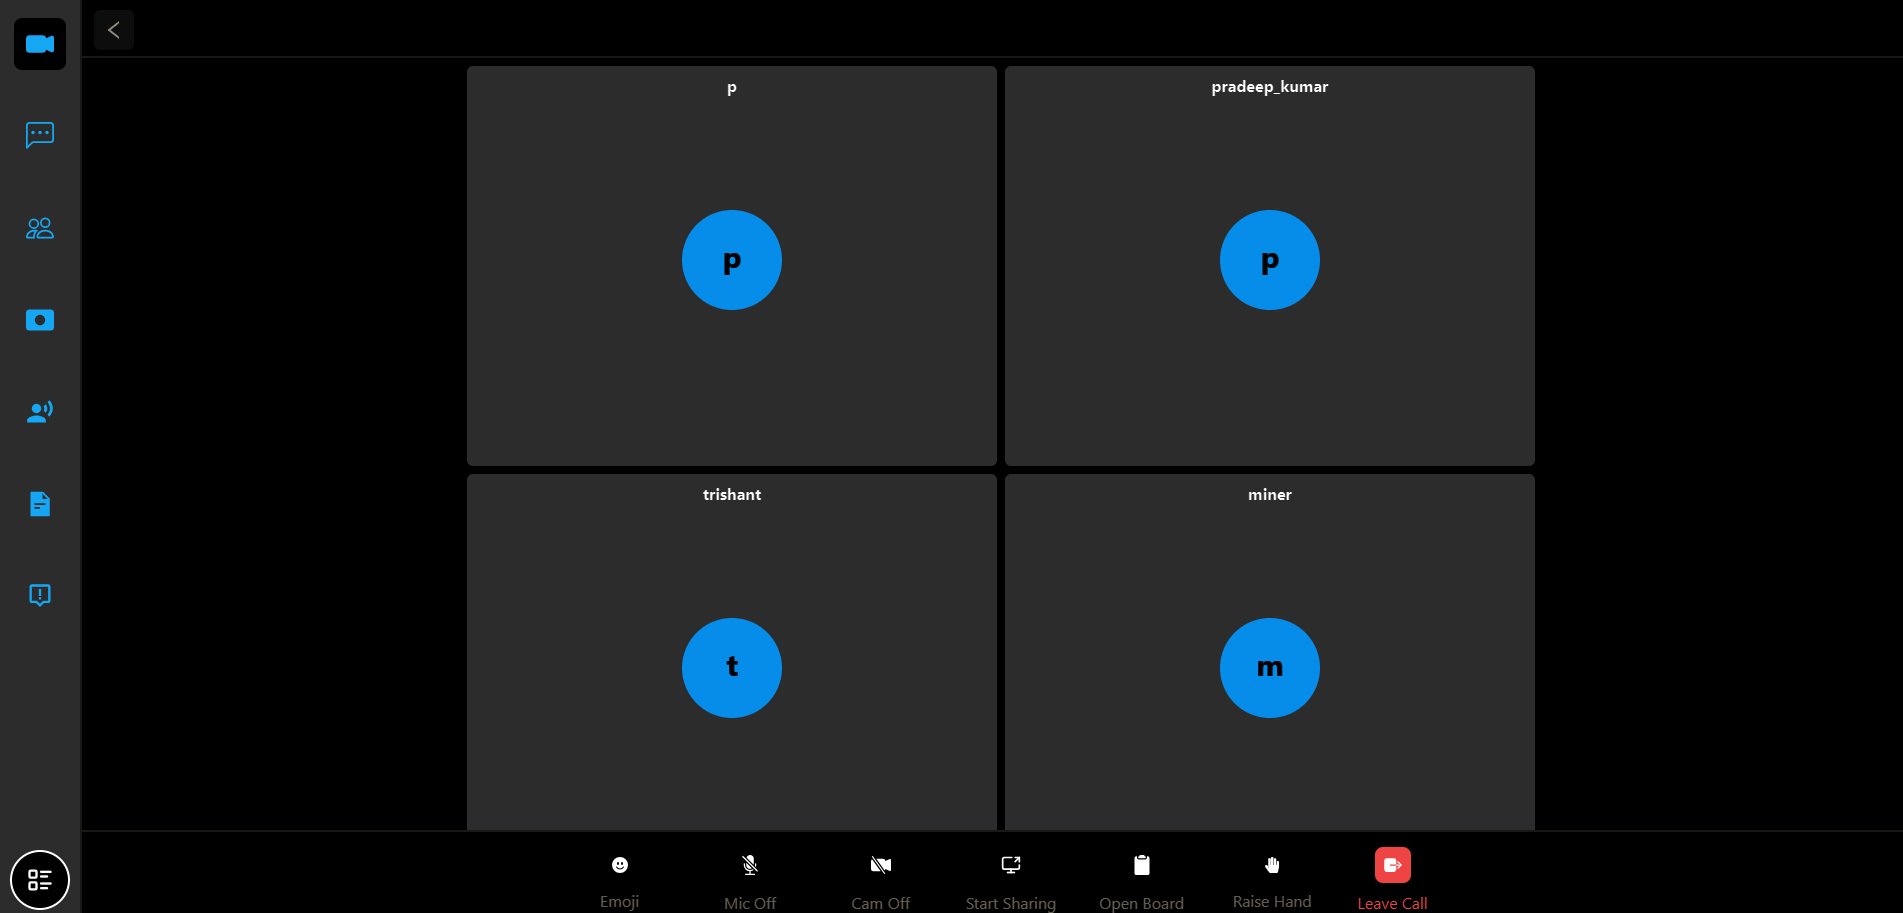 p
pradeep_kumar
p
p
trishant
miner
t
m
Emoji
Mic Off
Cam Off
Start Sharing
Open Board
Raise Hand
Leave Call